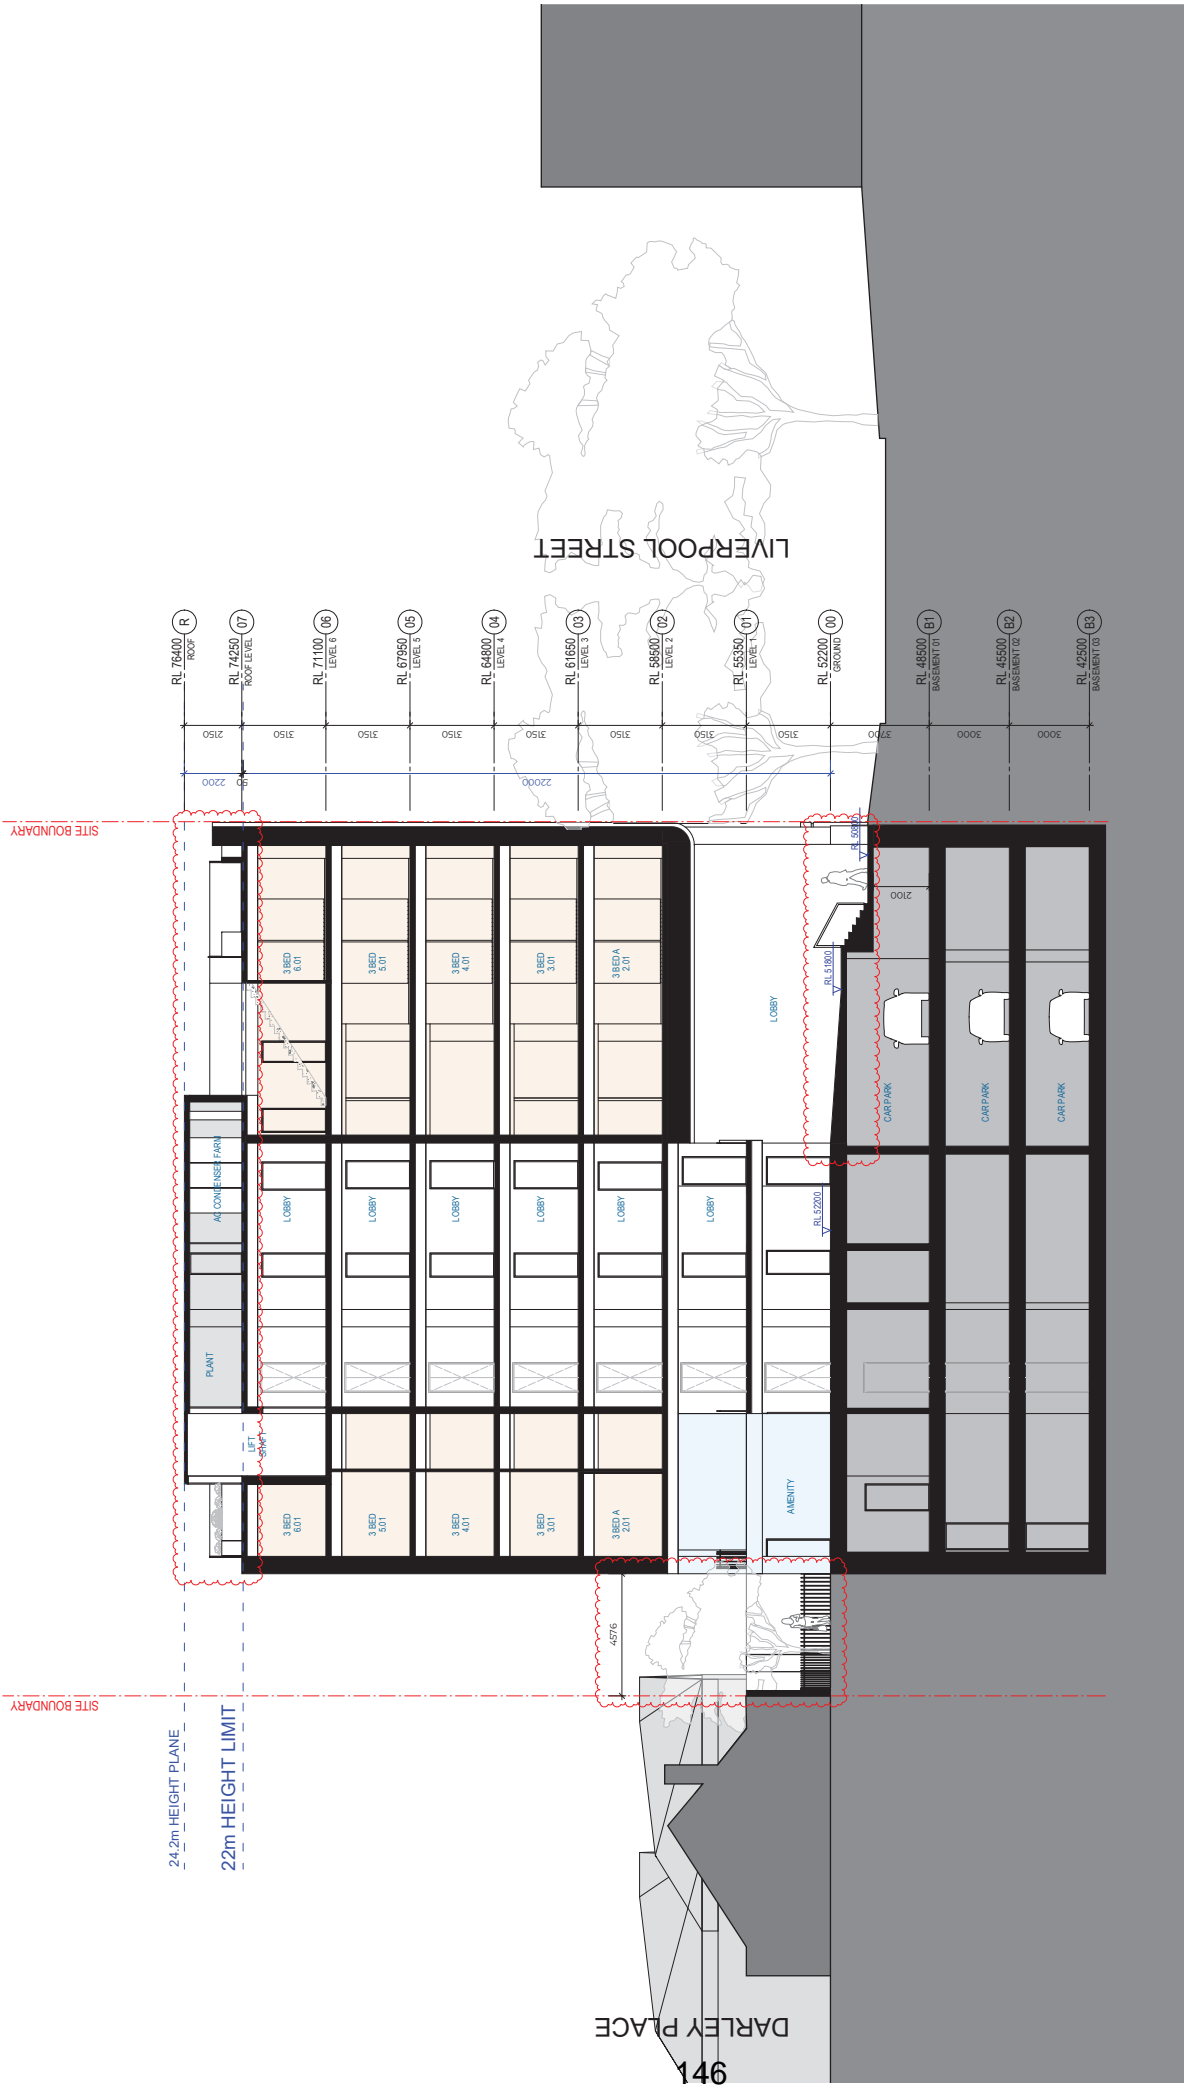 LIVERPOOL STREET
RL 76400
ROOF
R
RL 74250
ROOF LEVEL
07
RL 71100
LEVEL 6
06
RL 67950
LEVEL 5
05
RL 64800
LEVEL 4
04
RL 61650
LEVEL 3
03
RL 58500
LEVEL 2
02
RL 55350
LEVEL 1
01
RL 52200
GROUND
00
RL 48500
BASEMENT 01
B1
RL 45500
BASEMENT 02
B2
RL 42500
BASEMENT 03
B3
2150
3150
3150
3150
3150
3150
3150
3150
3700
3000
3000
2200
50
22000
SITE BOUNDARY
3 BED
6.01
3 BED
5.01
3 BED
4.01
3 BED
3.01
3 BED A
2.01
LOBBY
RL 51800
2100
CAR PARK
CAR PARK
CAR PARK
AC CONDENSER FARM
LOBBY
LOBBY
LOBBY
LOBBY
LOBBY
LOBBY
RL 52200
PLANT
LIFT
SHAFT
3 BED
6.01
3 BED
5.01
3 BED
4.01
3 BED
3.01
3 BED A
2.01
AMENITY
4576
SITE BOUNDARY
24.2m HEIGHT PLANE
22m HEIGHT LIMIT
DARLEY PLACE
146